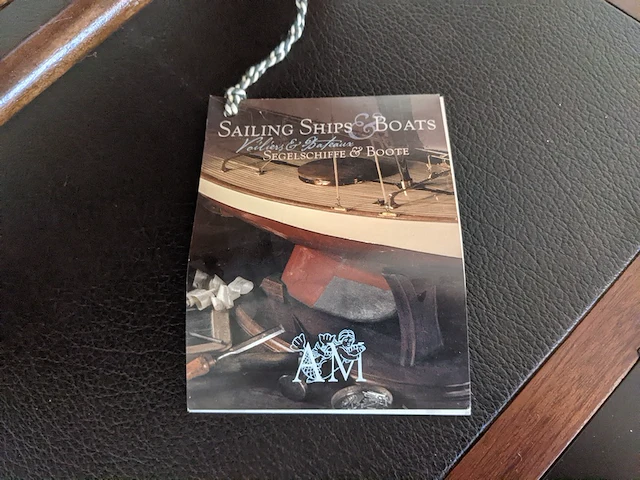 SAILING SHIPS & BOATS
Voiliers & Bateaux
SEGELSCHIFFE & BOOTE
AM